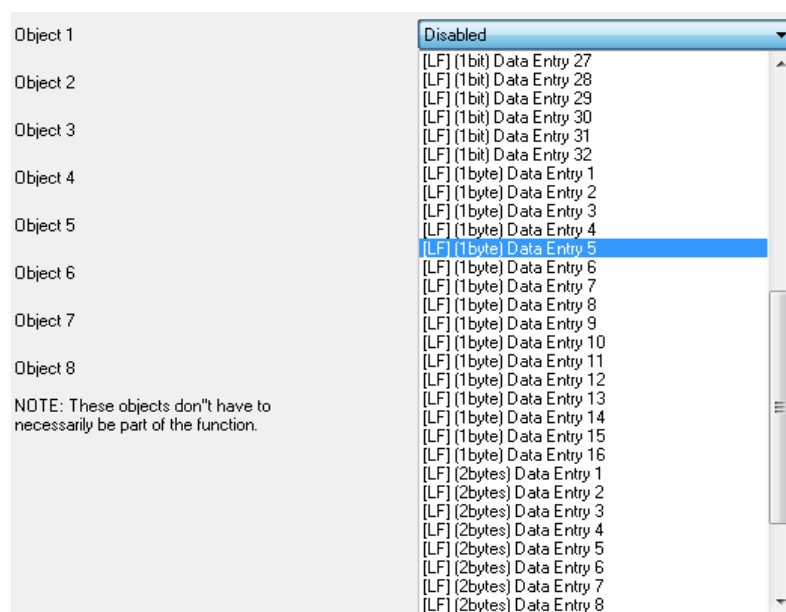 Object 1
Disabled
Object 2
Object 3
Object 4
Object 5
Object 6
Object 7
Object 8
NOTE: These objects don"t have to
necessarily be part of the function.
[LF] (1bit) Data Entry 27
[LF] (1bit) Data Entry 28
[LF] (1bit) Data Entry 29
[LF] (1bit) Data Entry 30
[LF] (1bit) Data Entry 31
[LF] (1bit) Data Entry 32
[LF] (1byte) Data Entry 1
[LF] (1byte) Data Entry 2
[LF] (1byte) Data Entry 3
[LF] (1byte) Data Entry 4
[LF] (1byte) Data Entry 5
[LF] (1byte) Data Entry 6
[LF] (1byte) Data Entry 7
[LF] (1byte) Data Entry 8
[LF] (1byte) Data Entry 9
[LF] (1byte) Data Entry 10
[LF] (1byte) Data Entry 11
[LF] (1byte) Data Entry 12
[LF] (1byte) Data Entry 13
[LF] (1byte) Data Entry 14
[LF] (1byte) Data Entry 15
[LF] (1byte) Data Entry 16
[LF] (2bytes) Data Entry 1
[LF] (2bytes) Data Entry 2
[LF] (2bytes) Data Entry 3
[LF] (2bytes) Data Entry 4
[LF] (2bytes) Data Entry 5
[LF] (2bytes) Data Entry 6
[LF] (2bytes) Data Entry 7
[LF] (2bytes) Data Entry 8